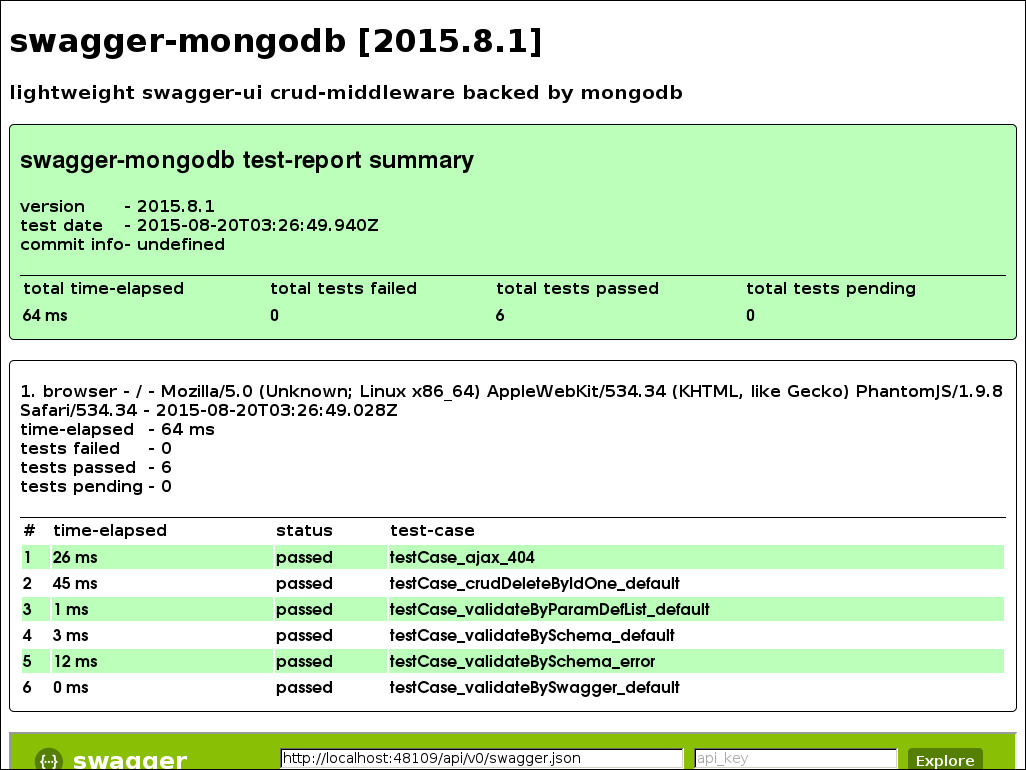 swagger-mongodb [2015.8.1]
lightweight swagger-ui crud-middleware backed by mongodb
swagger-mongodb test-report summary
version - 2015.8.1
test date - 2015-08-20T03:26:49.940Z
commit info- undefined
total time-elapsed total tests failed total tests passed total tests pending
64 ms 0 6 0
1. browser - / - Mozilla/5.0 (Unknown; Linux x86_64) AppleWebKit/534.34 (KHTML, like Gecko) PhantomJS/1.9.8
Safari/534.34 - 2015-08-20T03:26:49.028Z
time-elapsed - 64 ms
tests failed - 0
tests passed - 6
tests pending - 0
# time-elapsed status test-case
1 26 ms passed testCase_ajax_404
2 45 ms passed testCase_crudDeleteByIdOne_default
3 1 ms passed testCase_validateByParamDefList_default
4 3 ms passed testCase_validateBySchema_default
5 12 ms passed testCase_validateBySchema_error
6 0 ms passed testCase_validateBySwagger_default
{···} swagger http://localhost:48109/api/v0/swagger.json api_key Explore